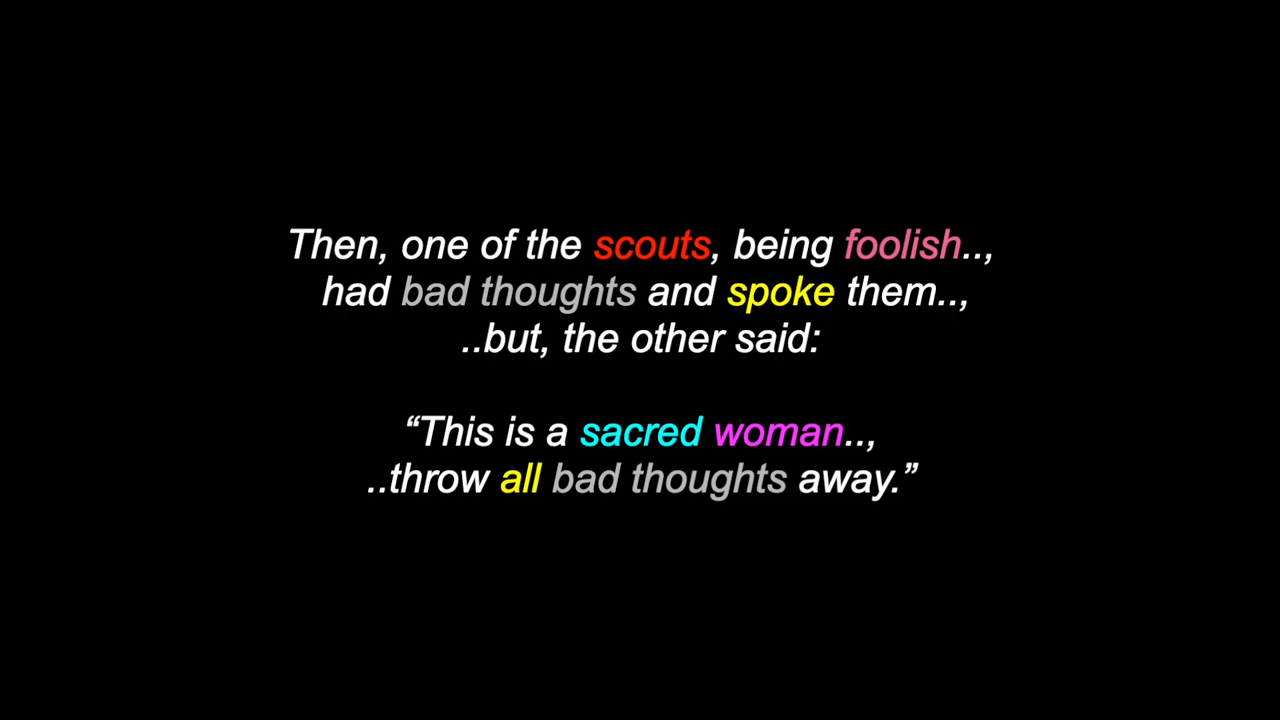 Then, one of the scouts, being foolish..,
had bad thoughts and spoke them..,
..but, the other said:
“This is a sacred woman..,
..throw all bad thoughts away.”